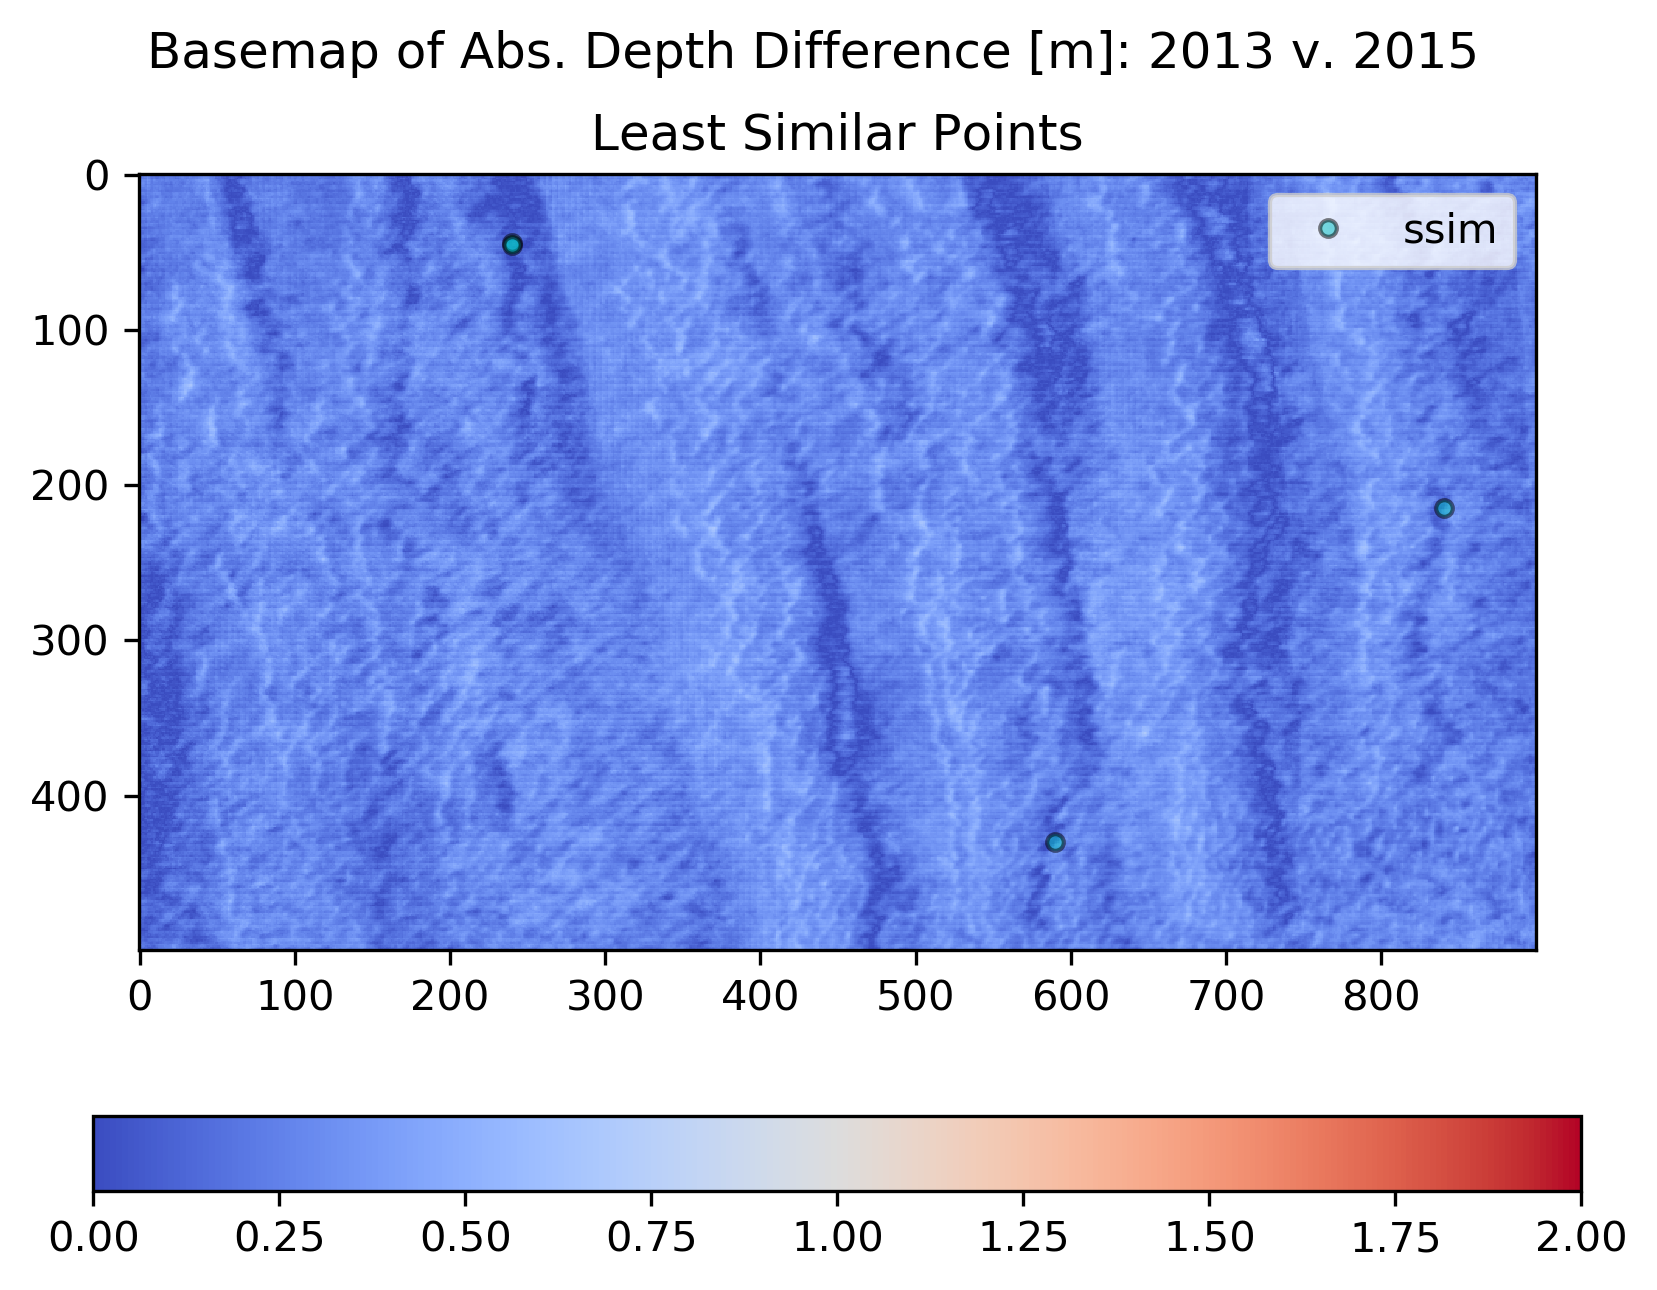 Basemap of Abs. Depth Difference [m]: 2013 v. 2015
Least Similar Points
ssim
0
100
200
300
400
0 100 200 300 400 500 600 700 800
0.00 0.25 0.50 0.75 1.00 1.25 1.50 1.75 2.00